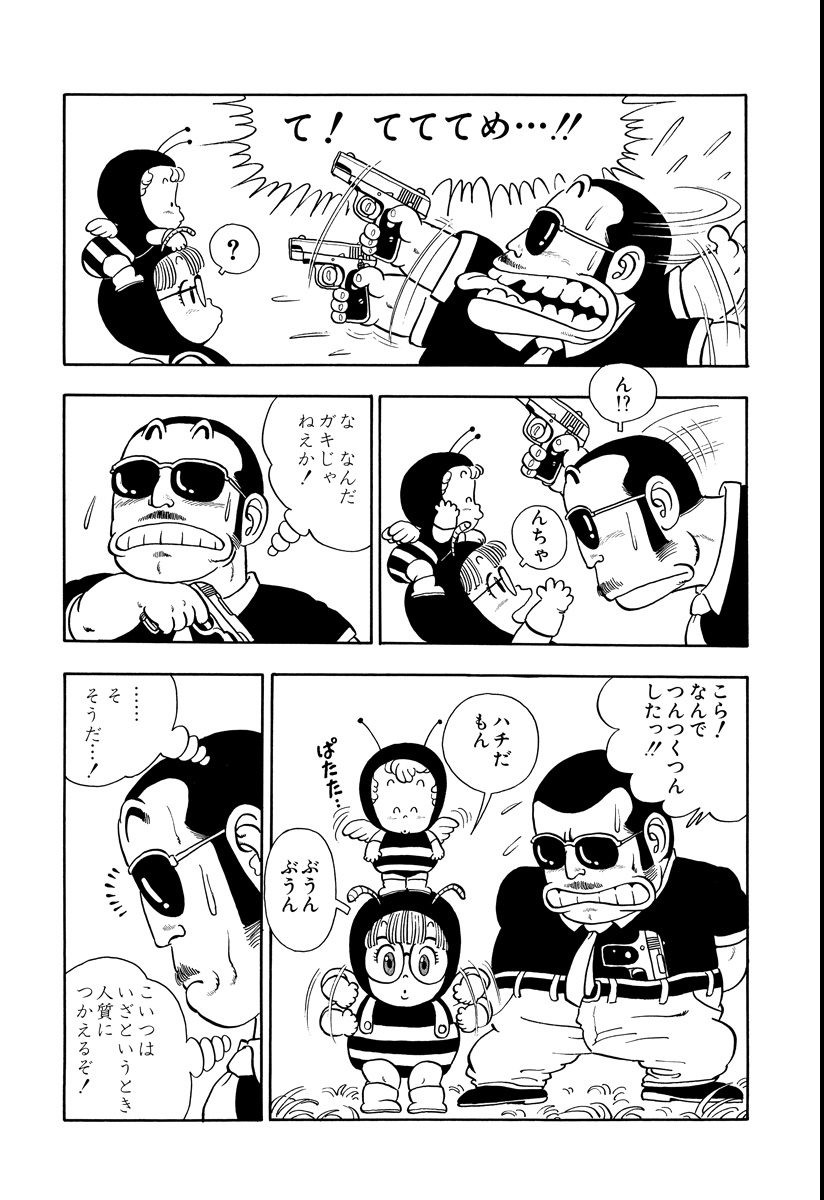 て！ てててめ…!!
？
ん!?
んちゃ
な なんだ
ガキじゃ
ねえか！
こら！
なんで
つんつくつん
したっ!!
ハチだ
もん
ぱたた…
ぶうん
ぶうん
……
そ
そうだ…！
こいつは
いざというとき
人質に
つかえるぞ！